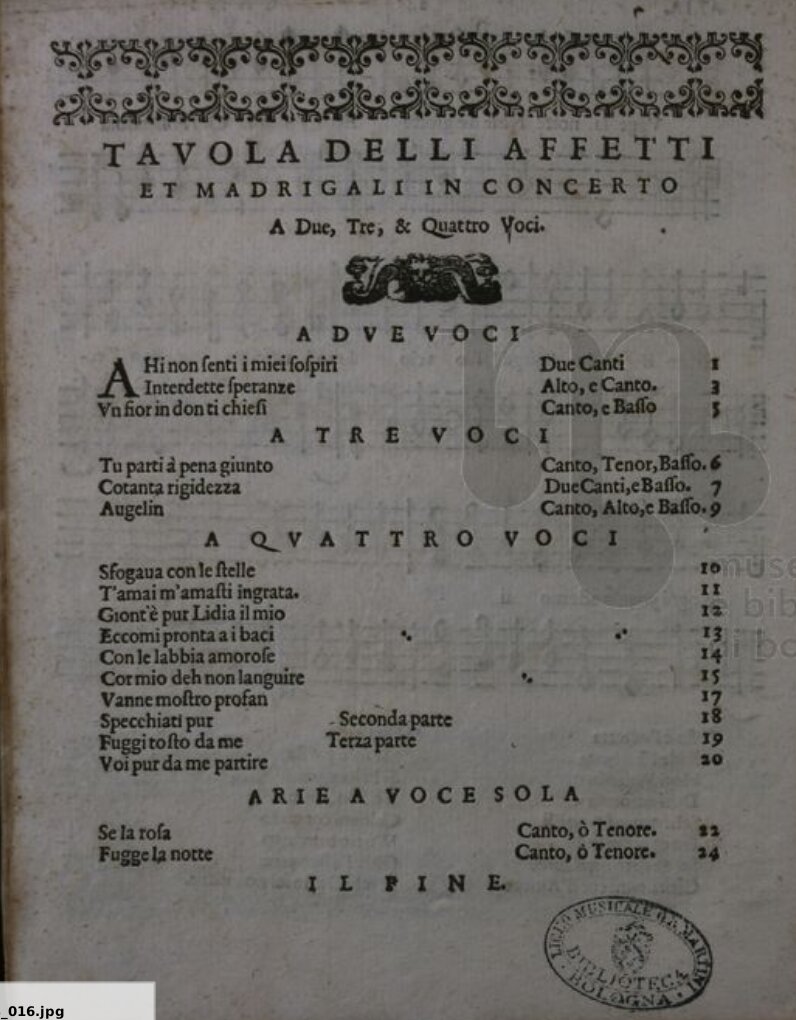 TAVOLA DELLI AFFETTI
ET MADRIGALI IN CONCERTO
A Due, Tre, & Quattro Voci.
A DVE VOCI
AHi non ſenti i miei ſoſpiri Due Canti 1
Interdette ſperanze Alto, e Canto. 3
Vn fior in don ti chieſi Canto, e Baſſo 5
A TRE VOCI
Tu parti à pena giunto Canto, Tenor, Baſſo. 6
Cotanta rigidezza Due Canti, e Baſſo. 7
Augelin Canto, Alto, e Baſſo. 9
A QVATTRO VOCI
Sfogaua con le ſtelle 10
T'amai m'amaſti ingrata. 11
Giont'è pur Lidia il mio 12
Eccomi pronta a i baci 13
Con le labbia amoroſe 14
Cor mio deh non languire 15
Vanne moſtro profan 17
Specchiati pur Seconda parte 18
Fuggi toſto da me Terza parte 19
Voi pur da me partire 20
ARIE A VOCE SOLA
Se la roſa Canto, ò Tenore. 22
Fugge la notte Canto, ò Tenore. 24
IL FINE.
LICEO MUSICALE G.B. MARTINI
BIBLIOTECA
BOLOGNA
_016.jpg